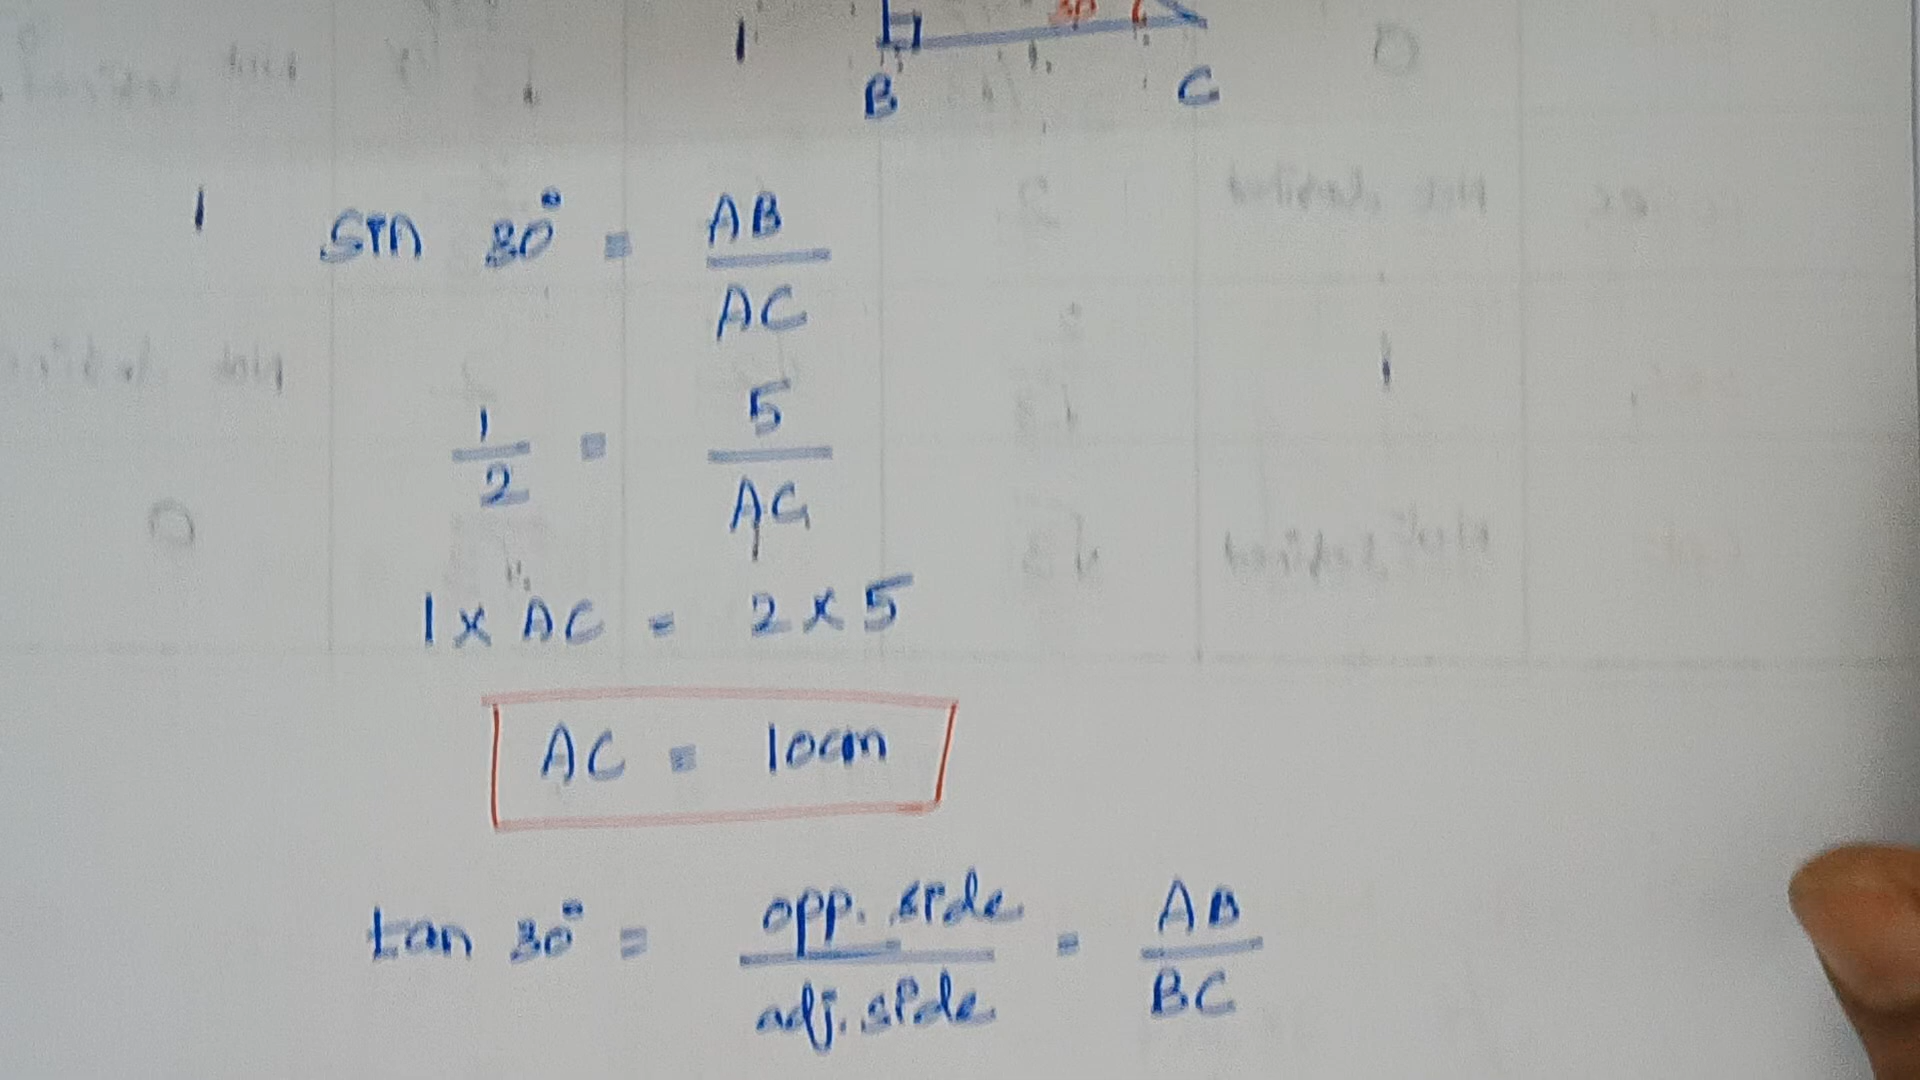 30
B C
sin 30° = AB / AC
1 / 2 = 5 / AC
1 × AC = 2 × 5
AC = 10cm
tan 30° = opp. side / adj. side = AB / BC